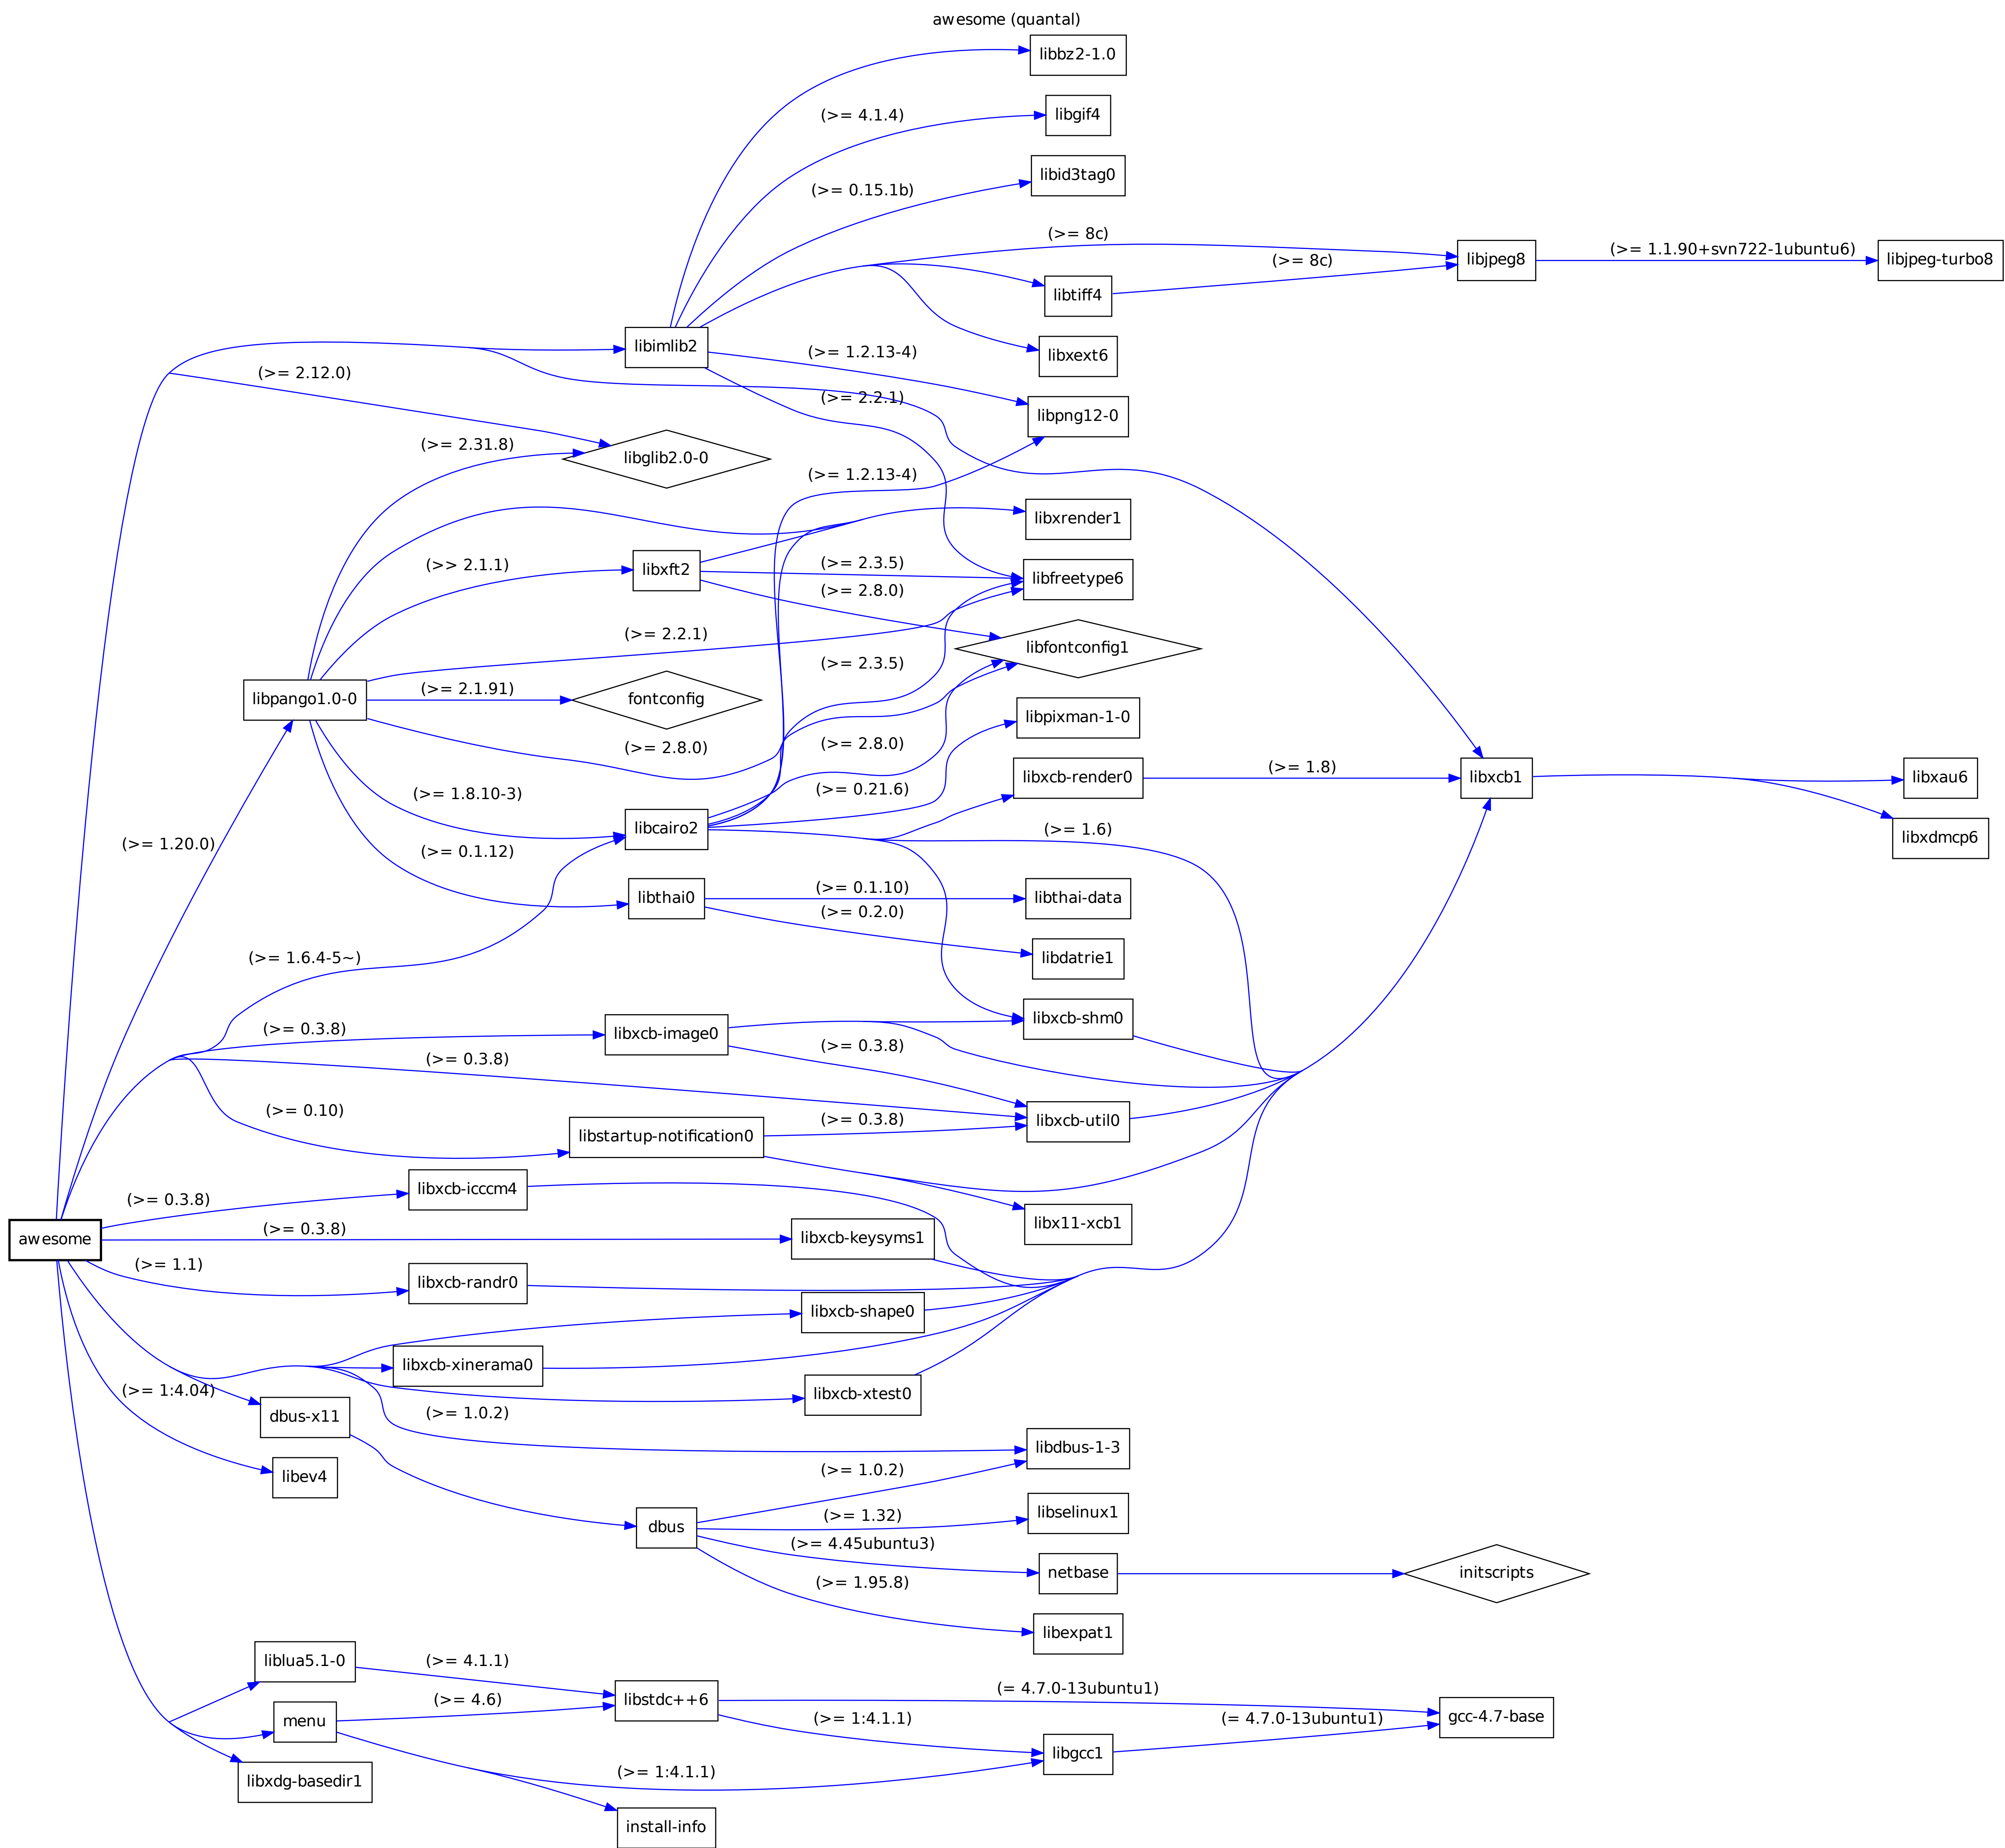 awesome (quantal)
libbz2-1.0
(>= 4.1.4)
libgif4
libid3tag0
(>= 0.15.1b)
(>= 8c)
(>= 1.1.90+svn722-1ubuntu6)
libjpeg8
libjpeg-turbo8
(>= 8c)
libtiff4
libimlib2
(>= 1.2.13-4)
libxext6
(>= 2.12.0)
(>= 2.2.1)
libpng12-0
(>= 2.31.8)
libglib2.0-0
(>= 1.2.13-4)
libxrender1
(>> 2.1.1)
libxft2
(>= 2.3.5)
libfreetype6
(>= 2.8.0)
(>= 2.2.1)
libfontconfig1
(>= 2.3.5)
libpango1.0-0
(>= 2.1.91)
fontconfig
libpixman-1-0
(>= 2.8.0)
(>= 2.8.0)
(>= 1.8)
libxcb-render0
libxcb1
libxau6
(>= 1.8.10-3)
(>= 0.21.6)
libcairo2
(>= 1.6)
libxdmcp6
(>= 1.20.0)
(>= 0.1.12)
libthai0
(>= 0.1.10)
libthai-data
(>= 0.2.0)
(>= 1.6.4-5~)
libdatrie1
libxcb-shm0
(>= 0.3.8)
libxcb-image0
(>= 0.3.8)
(>= 0.3.8)
(>= 0.10)
(>= 0.3.8)
libxcb-util0
libstartup-notification0
libxcb-icccm4
(>= 0.3.8)
libx11-xcb1
awesome
(>= 0.3.8)
libxcb-keysyms1
(>= 1.1)
libxcb-randr0
libxcb-shape0
libxcb-xinerama0
(>= 1:4.04)
libxcb-xtest0
dbus-x11
(>= 1.0.2)
libdbus-1-3
(>= 1.0.2)
libev4
(>= 1.32)
libselinux1
dbus
(>= 4.45ubuntu3)
netbase
initscripts
(>= 1.95.8)
libexpat1
liblua5.1-0
(>= 4.1.1)
(= 4.7.0-13ubuntu1)
(>= 4.6)
libstdc++6
menu
(>= 1:4.1.1)
(= 4.7.0-13ubuntu1)
gcc-4.7-base
libgcc1
(>= 1:4.1.1)
libxdg-basedir1
install-info